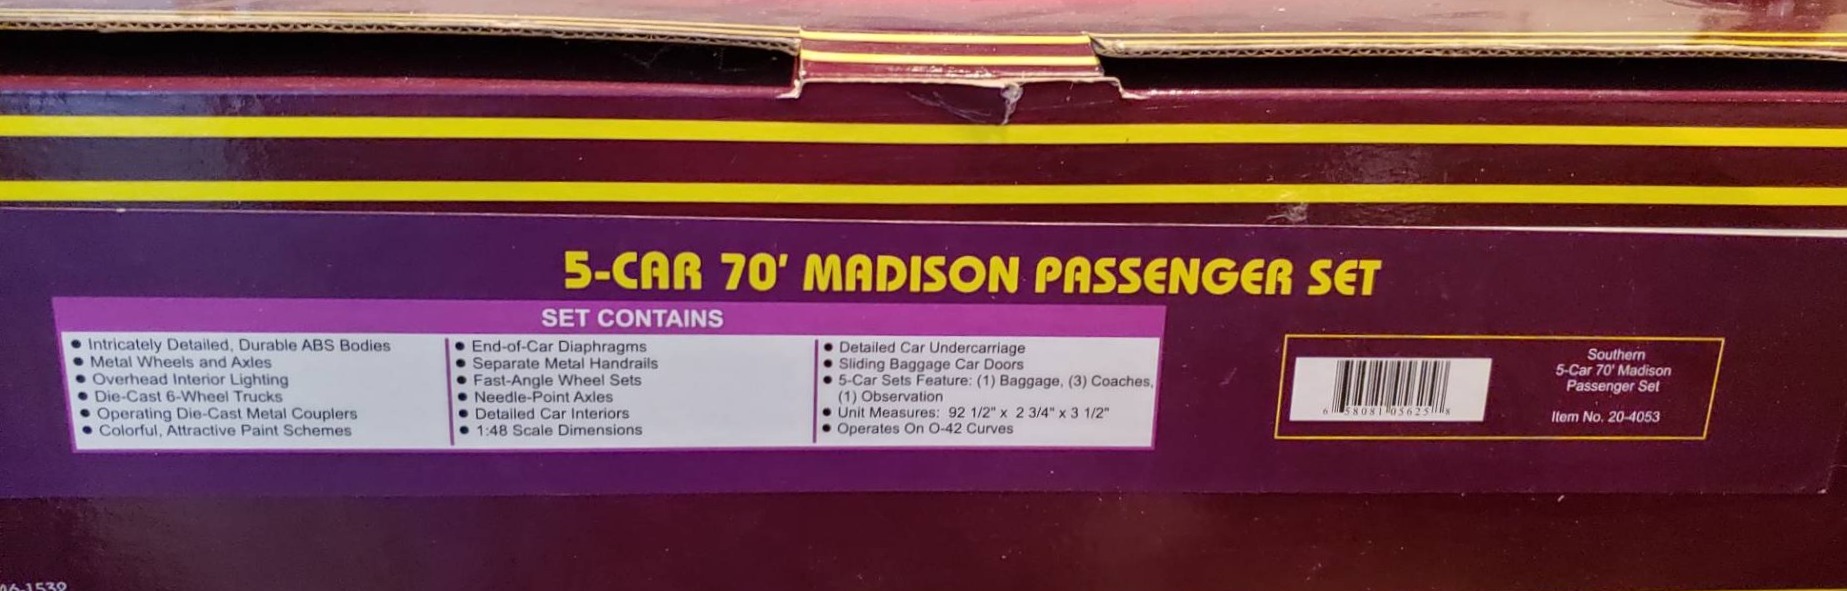 5-CAR 70' MADISON PASSENGER SET
SET CONTAINS
• Intricately Detailed, Durable ABS Bodies
• Metal Wheels and Axles
• Overhead Interior Lighting
• Die-Cast 6-Wheel Trucks
• Operating Die-Cast Metal Couplers
• Colorful, Attractive Paint Schemes
• End-of-Car Diaphragms
• Separate Metal Handrails
• Fast-Angle Wheel Sets
• Needle-Point Axles
• Detailed Car Interiors
• 1:48 Scale Dimensions
• Detailed Car Undercarriage
• Sliding Baggage Car Doors
• 5-Car Sets Feature: (1) Baggage, (3) Coaches,
(1) Observation
• Unit Measures: 92 1/2" x 2 3/4" x 3 1/2"
• Operates On O-42 Curves
6 58081 05625 8
Southern
5-Car 70' Madison
Passenger Set
Item No. 20-4053